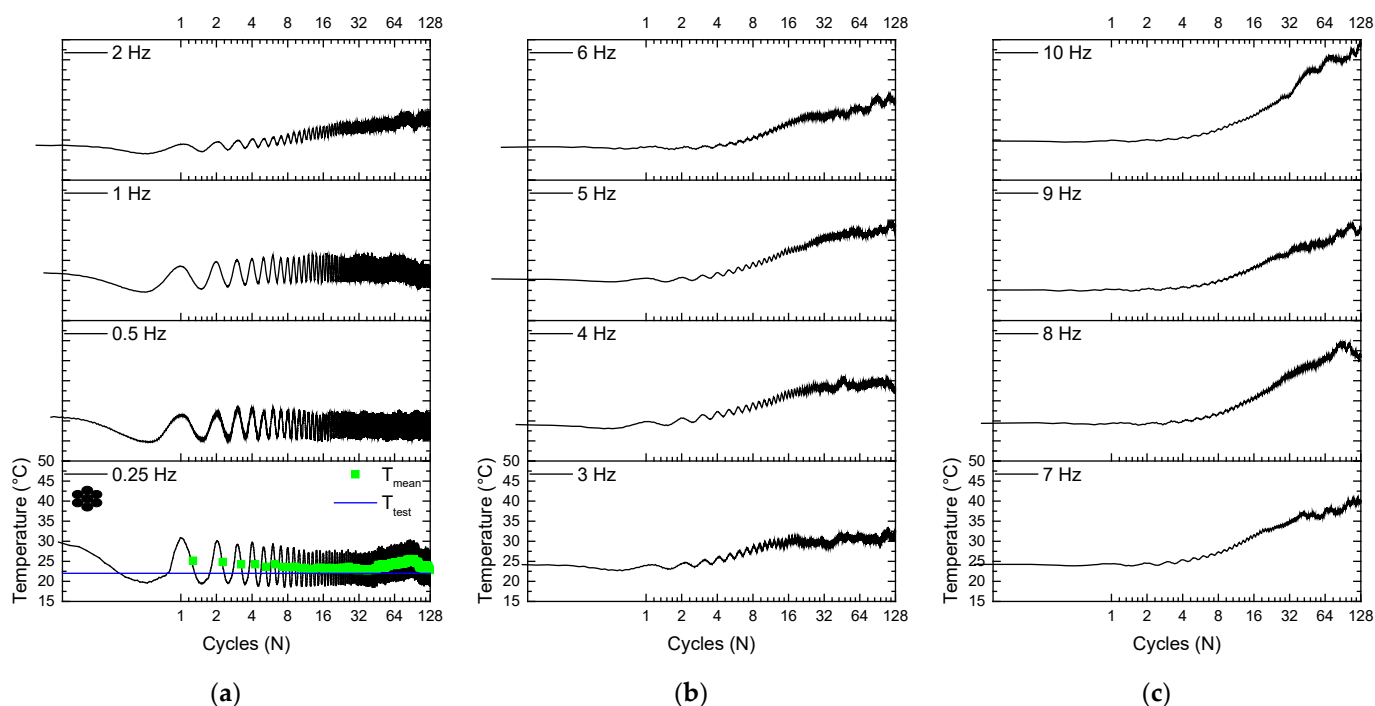 1 2 4 8 16 32 64 128
2 Hz
1 Hz
0.5 Hz
0.25 Hz
T_mean
T_test
50
45
40
35
30
25
20
15
Temperature (°C)
1 2 4 8 16 32 64 128
Cycles (N)
(a)
1 2 4 8 16 32 64 128
6 Hz
5 Hz
4 Hz
3 Hz
50
45
40
35
30
25
20
15
Temperature (°C)
1 2 4 8 16 32 64 128
Cycles (N)
(b)
1 2 4 8 16 32 64 128
10 Hz
9 Hz
8 Hz
7 Hz
50
45
40
35
30
25
20
15
Temperature (°C)
1 2 4 8 16 32 64 128
Cycles (N)
(c)